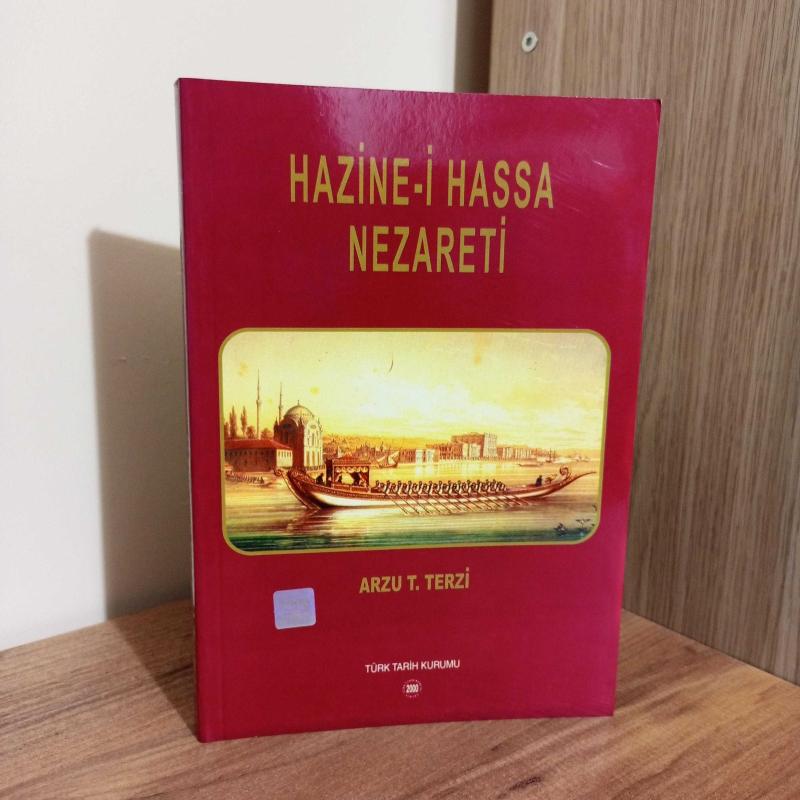 HAZİNE-İ HASSA
NEZARETİ
ARZU T. TERZİ
TÜRK TARİH KURUMU
2000